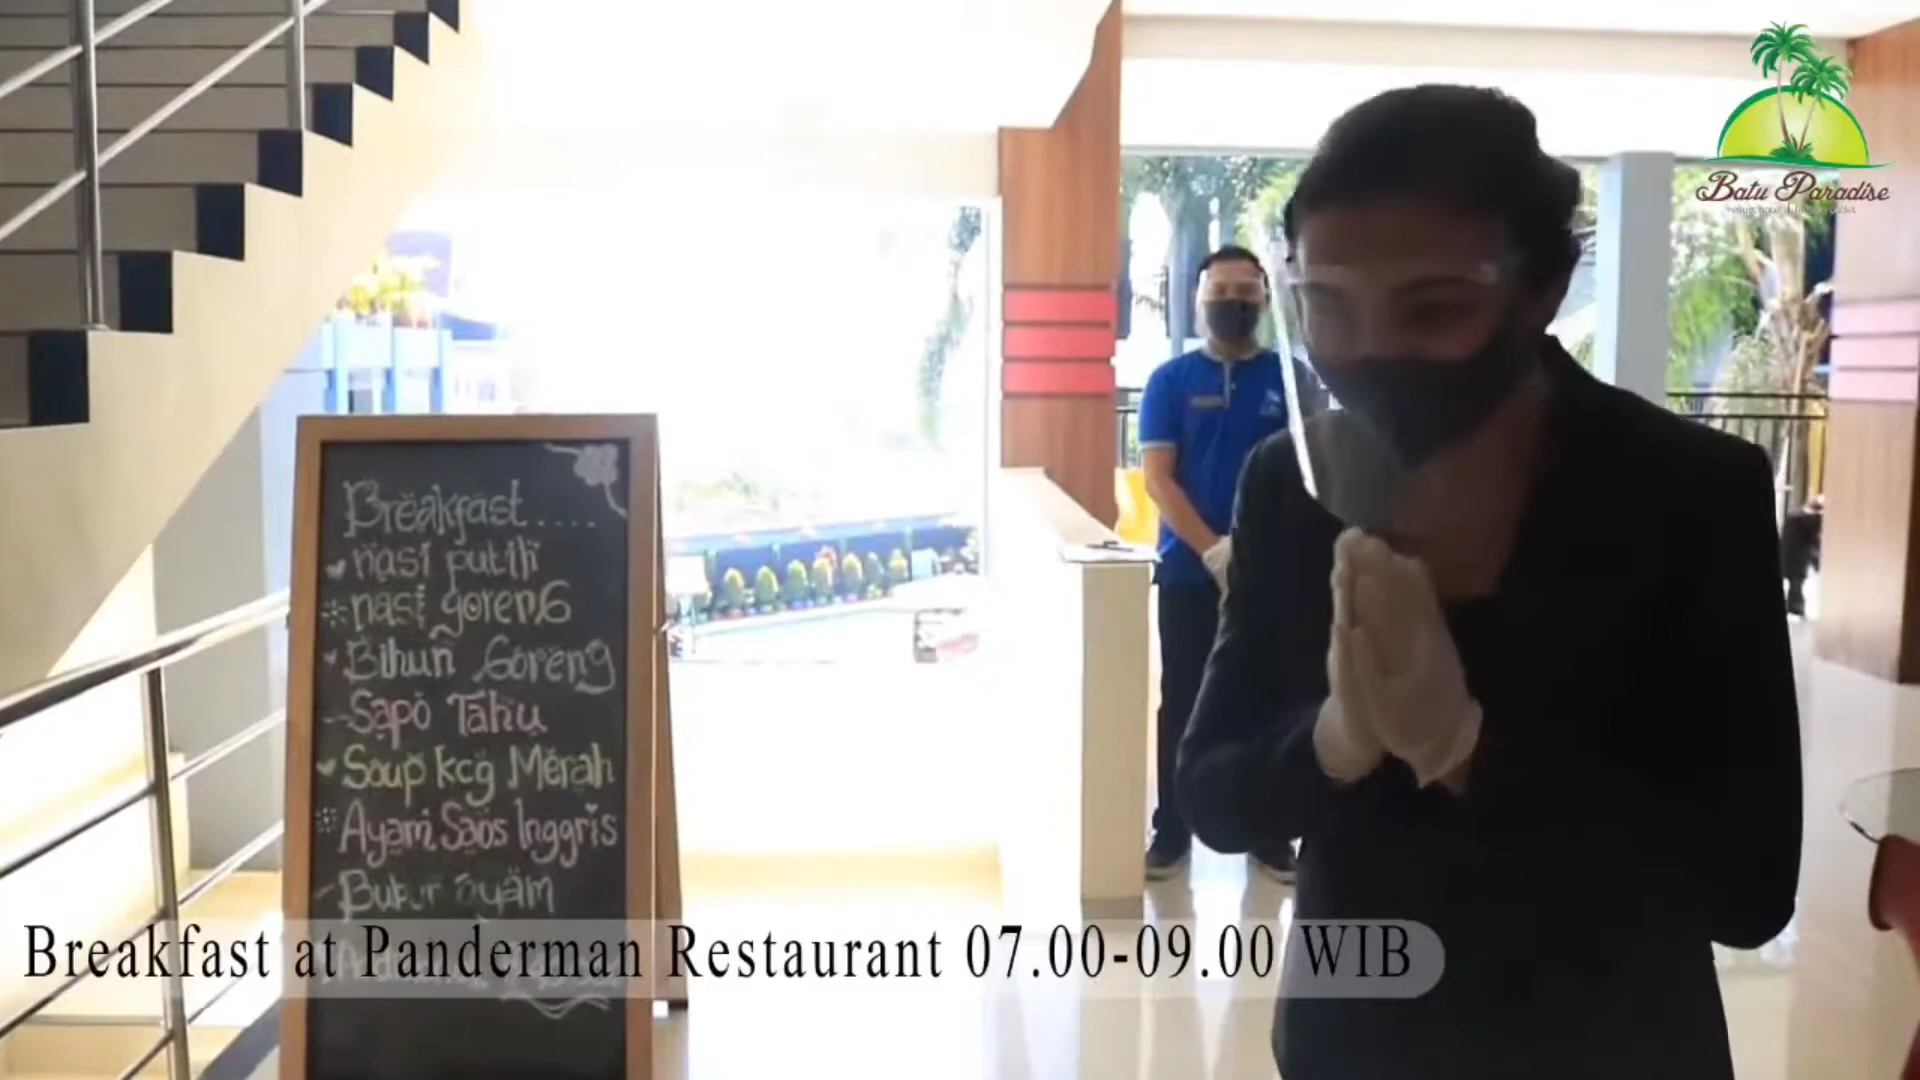 Batu Paradise
Breakfast.....
nasi putih
nasi goreng
Bihun Goreng
Sapo Tahu
Soup kcg Merah
Ayam Saos Inggris
Bubur Ayam
Breakfast at Panderman Restaurant 07.00-09.00 WIB